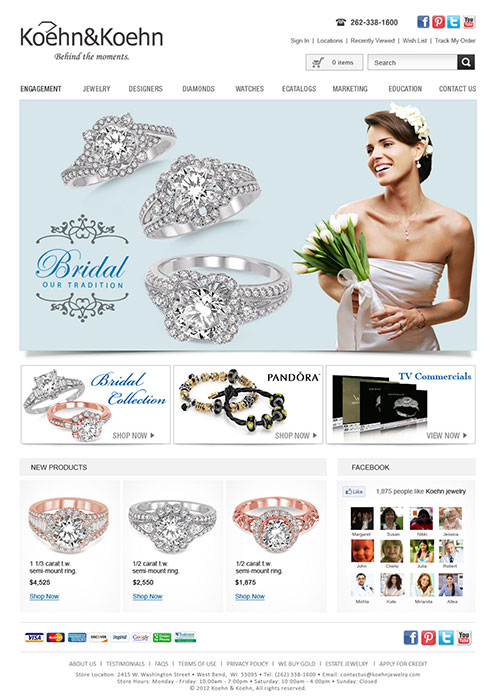 262-338-1600
Koehn&Koehn
Behind the moments.
Sign In | Locations | Recently Viewed | Wish List | Track My Order
0 items
Search
ENGAGEMENT JEWELRY DESIGNERS DIAMONDS WATCHES ECATALOGS MARKETING EDUCATION CONTACT US
Bridal
OUR TRADITION
Bridal
Collection
SHOP NOW
PANDÖRA
SHOP NOW
TV Commercials
VIEW NOW
NEW PRODUCTS
1 1/3 carat t.w.
semi-mount ring.
$4,525
Shop Now
1/2 carat t.w.
semi-mount ring.
$2,550
Shop Now
1/2 carat t.w.
semi-mount ring.
$1,875
Shop Now
FACEBOOK
Like 1,875 people like Koehn jewelry
Margaret Susan Nikki Jessica
John Cherio Julia Robert
Michla Kate Miranda Allea
VISA DISCOVER PayPal Google
ABOUT US | TESTIMONIALS | FAQS | TERMS OF USE | PRIVACY POLICY | WE BUY GOLD | ESTATE JEWELRY | APPLY FOR CREDIT
Store Location: 2415 W. Washington Street • West Bend, WI 53095 • Tel: (262)338-1600 • Email: contactus@koehnjewelry.com
Store Hours: Monday - Friday: 10:00am - 7:00pm • Saturday: 10:00am - 4:00pm • Sunday: Closed
© 2012 Koehn & Koehn, All rights reserved.